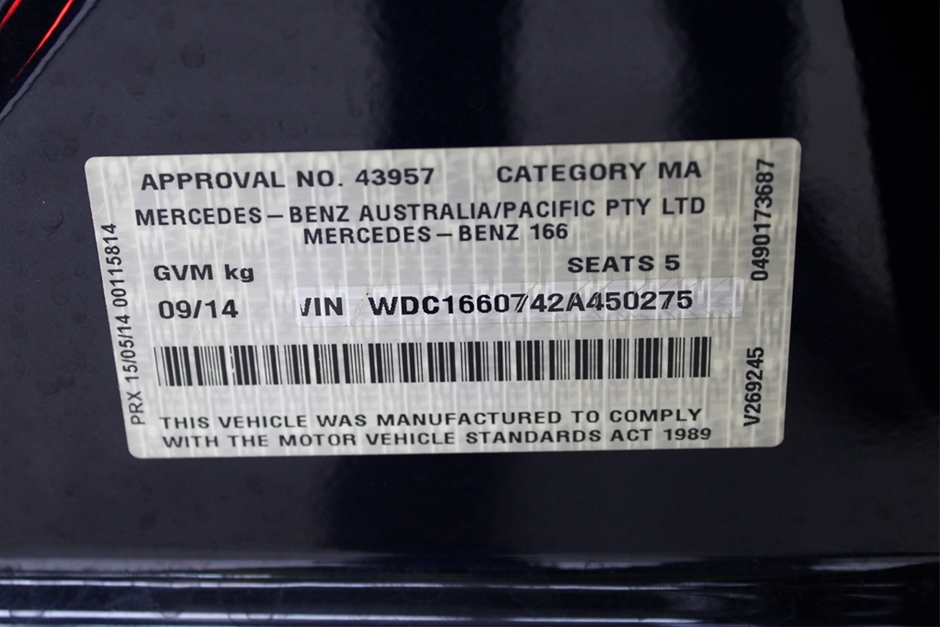 APPROVAL NO. 43957 CATEGORY MA
MERCEDES-BENZ AUSTRALIA/PACIFIC PTY LTD
MERCEDES-BENZ 166
GVM kg SEATS 5
09/14 VIN WDC1660742A450275
THIS VEHICLE WAS MANUFACTURED TO COMPLY
WITH THE MOTOR VEHICLE STANDARDS ACT 1989
PRX 15/05/14 00115814
V269245 0490173687